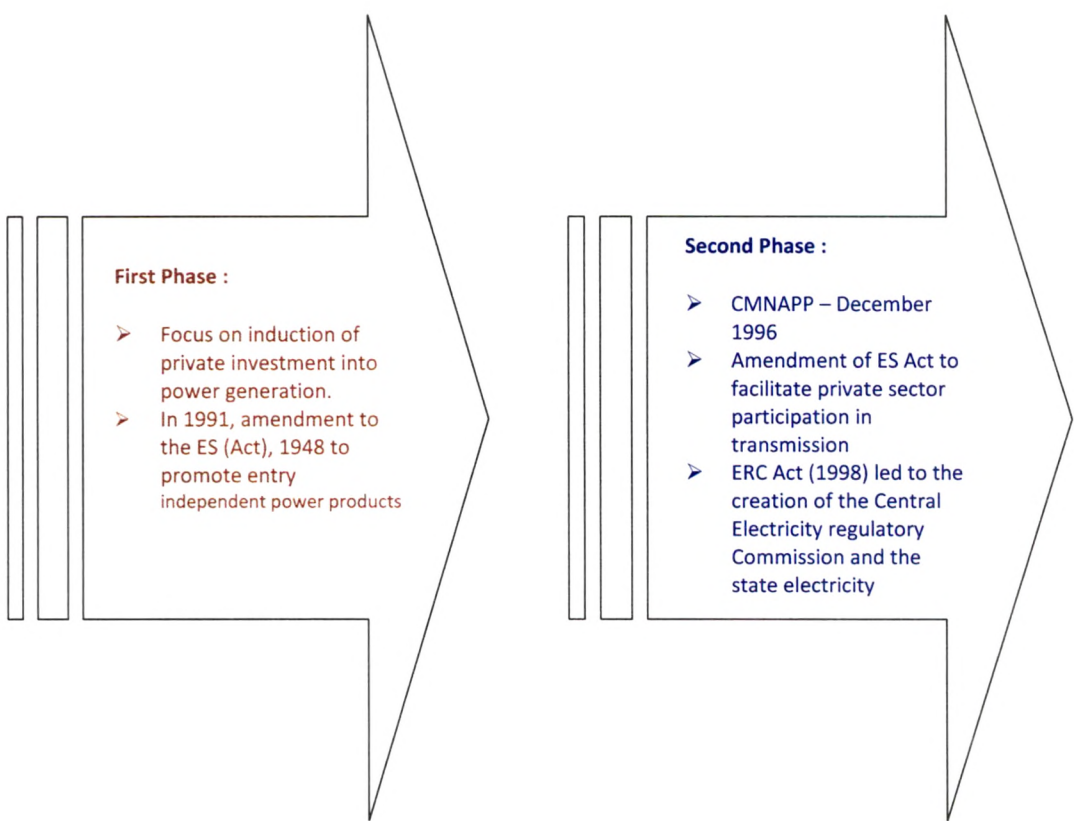 First Phase :
➢ Focus on induction of
private investment into
power generation.
➢ In 1991, amendment to
the ES (Act), 1948 to
promote entry
independent power products
Second Phase :
➢ CMNAPP – December
1996
➢ Amendment of ES Act to
facilitate private sector
participation in
transmission
➢ ERC Act (1998) led to the
creation of the Central
Electricity regulatory
Commission and the
state electricity